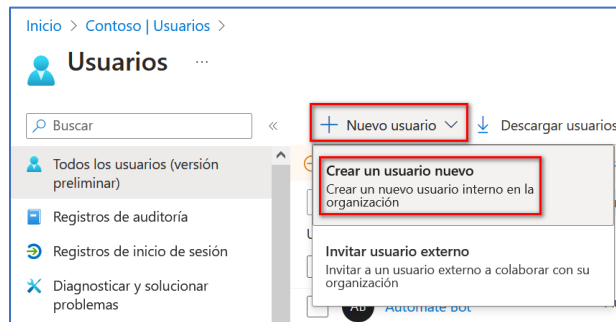 Inicio > Contoso | Usuarios >
Usuarios ...
Buscar
«
+ Nuevo usuario
Descargar usuarios
Todos los usuarios (versión
preliminar)
Registros de auditoría
Registros de inicio de sesión
Diagnosticar y solucionar
problemas
Crear un usuario nuevo
Crear un nuevo usuario interno en la
organización
Invitar usuario externo
Invitar a un usuario externo a colaborar con su
organización
AB Automate Bot